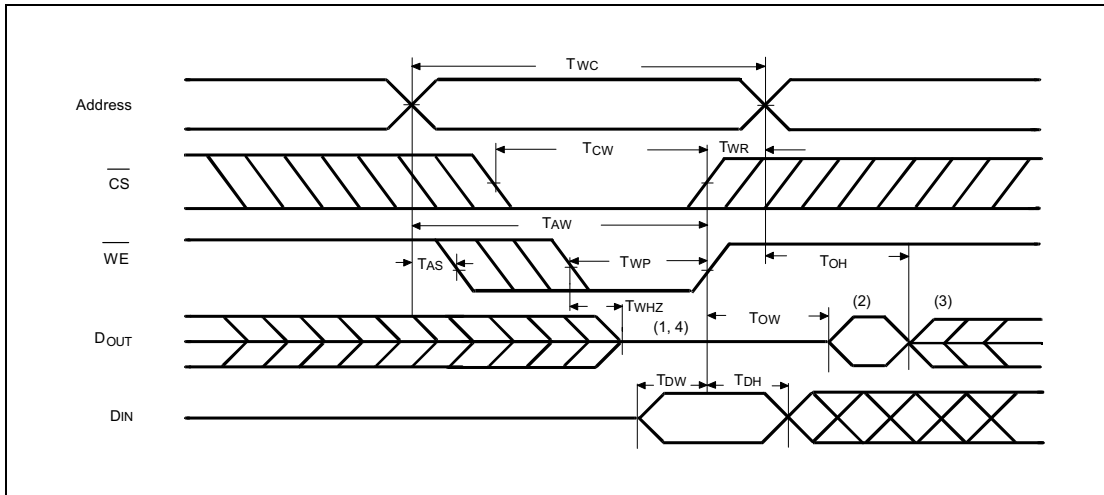 TWC
Address
TCW
TWR
CS
TAW
WE
TAS
TWP
TOH
TWHZ
(1, 4)
TOW
(2)
(3)
DOUT
TDW
TDH
DIN